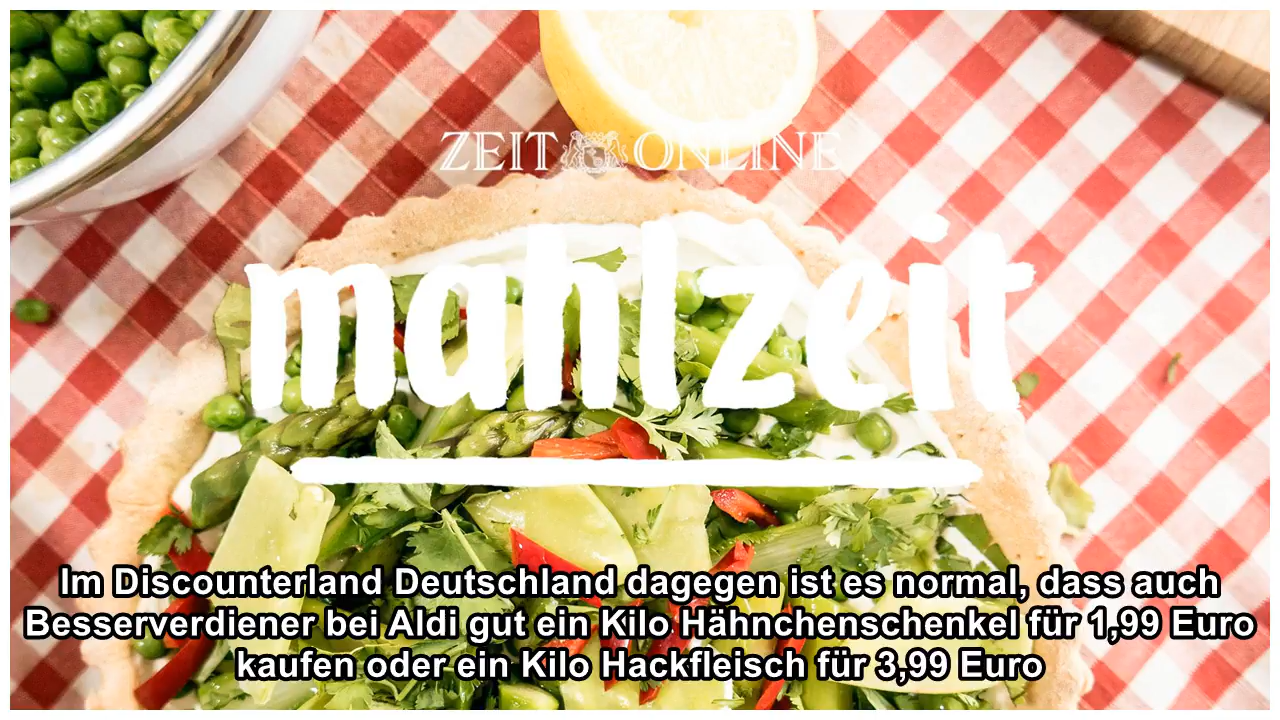 ZEIT ONLINE
mahlzeit
Im Discounterland Deutschland dagegen ist es normal, dass auch
Besserverdiener bei Aldi gut ein Kilo Hähnchenschenkel für 1,99 Euro
kaufen oder ein Kilo Hackfleisch für 3,99 Euro